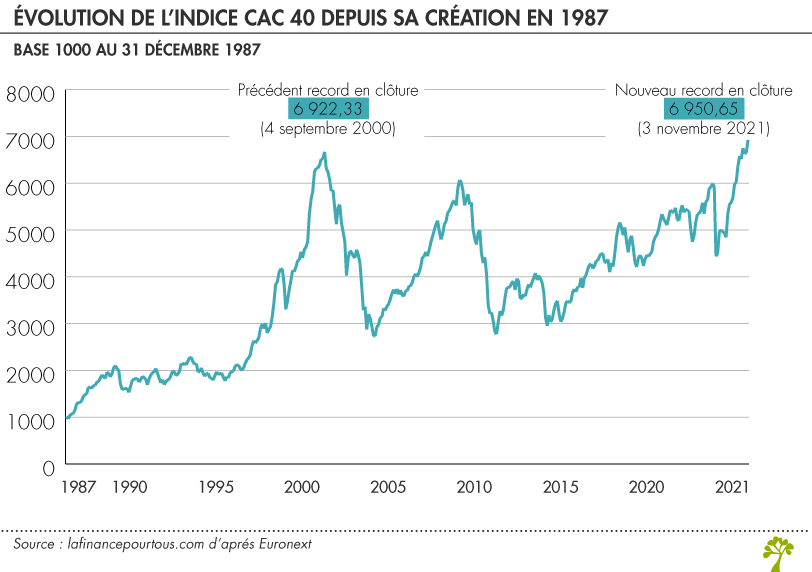 ÉVOLUTION DE L'INDICE CAC 40 DEPUIS SA CRÉATION EN 1987
BASE 1000 AU 31 DÉCEMBRE 1987
Précédent record en clôture
6 922,33
(4 septembre 2000)
Nouveau record en clôture
6 950,65
(3 novembre 2021)
8000
7000
6000
5000
4000
3000
2000
1000
0
1987 1990 1995 2000 2005 2010 2015 2020 2021
Source : lafinancepourtous.com d'aprés Euronext